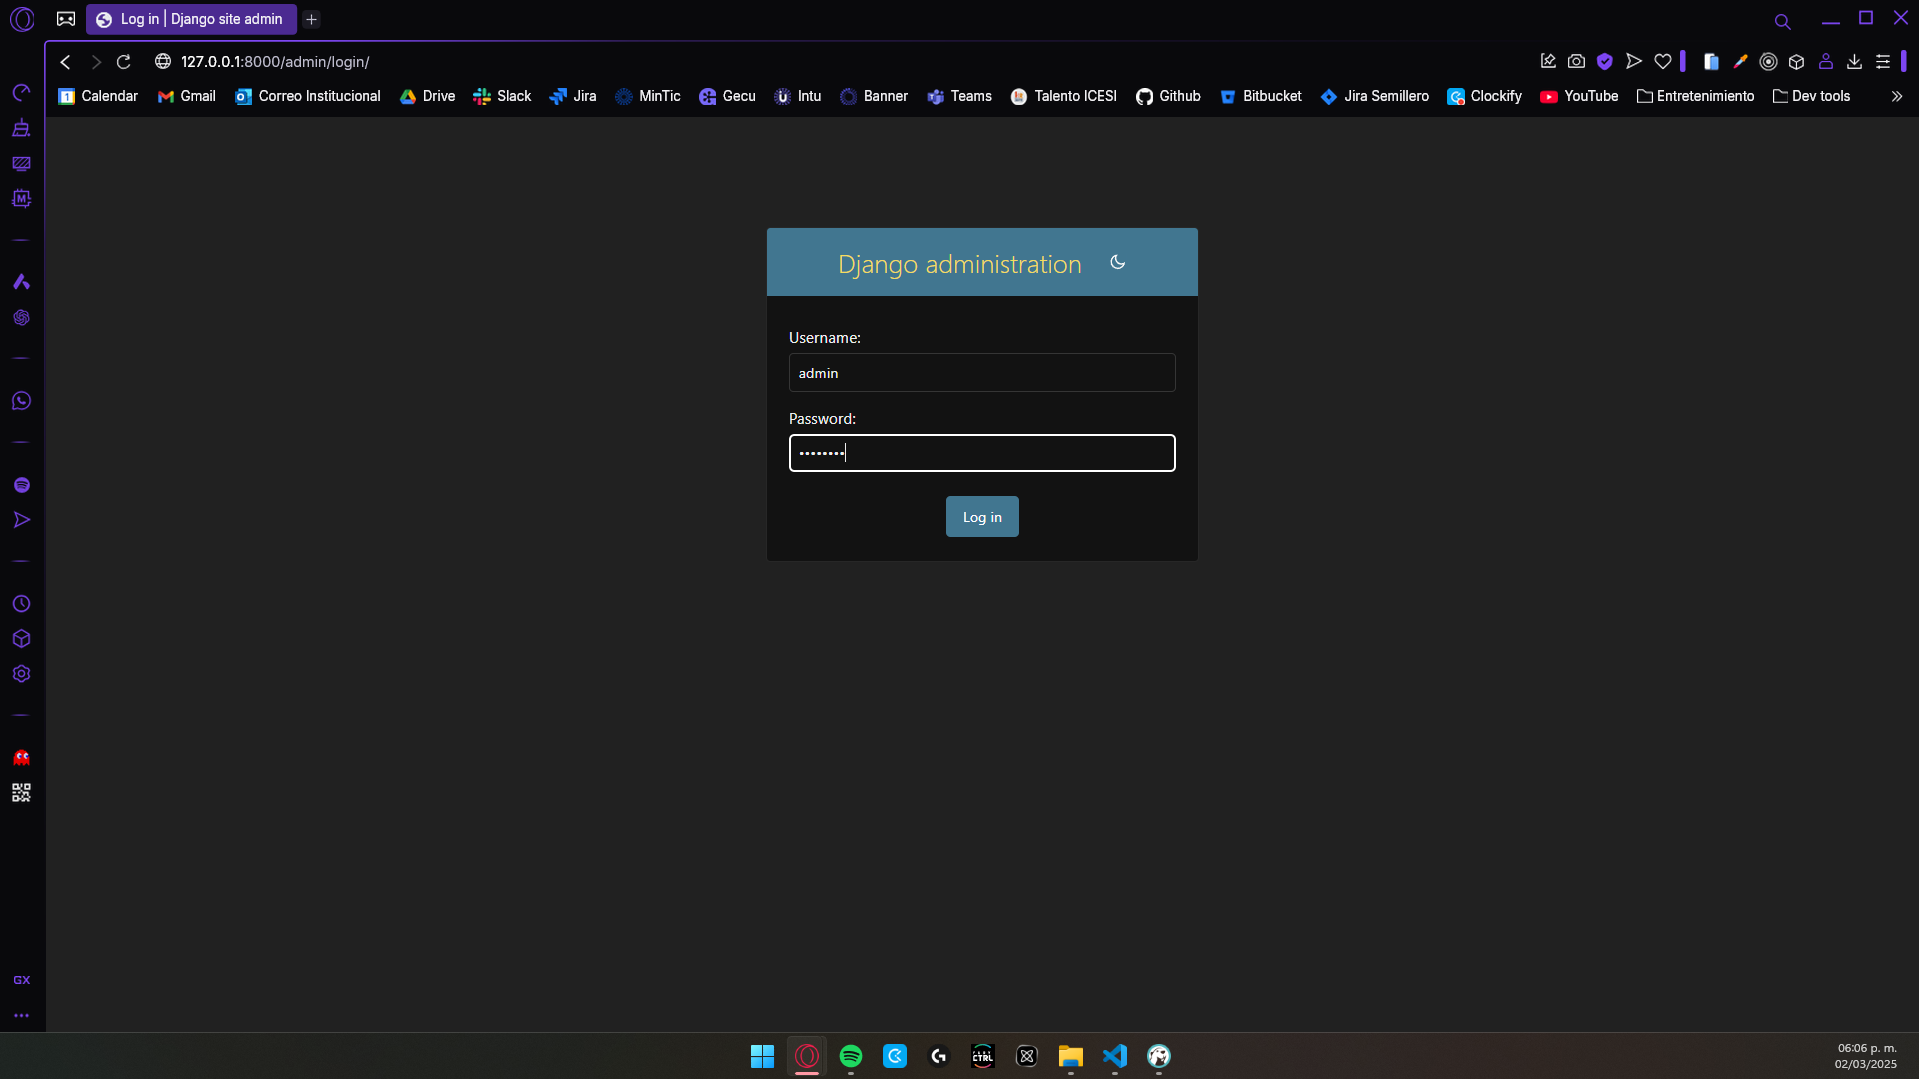 Log in | Django site admin
127.0.0.1:8000/admin/login/
1 Calendar Gmail Correo Institucional Drive Slack Jira MinTic Gecu Intu Banner Teams Talento ICESI Github Bitbucket Jira Semillero Clockify YouTube Entretenimiento Dev tools
M
Django administration
Username:
admin
Password:
••••••••
Log in
GX
CTRL
06:06 p. m.
02/03/2025